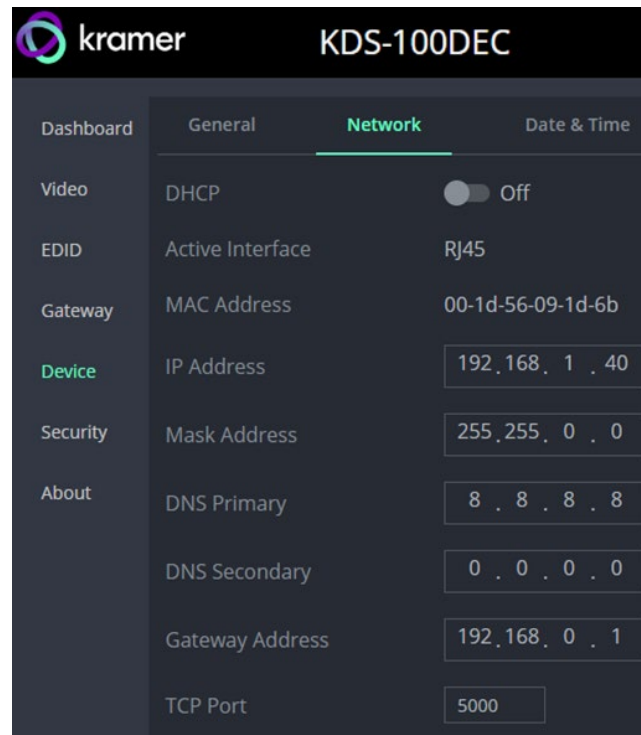 kramer KDS-100DEC
Dashboard
Video
EDID
Gateway
Device
Security
About
General Network Date & Time
DHCP Off
Active Interface RJ45
MAC Address 00-1d-56-09-1d-6b
IP Address 192.168.1.40
Mask Address 255.255.0.0
DNS Primary 8.8.8.8
DNS Secondary 0.0.0.0
Gateway Address 192.168.0.1
TCP Port 5000